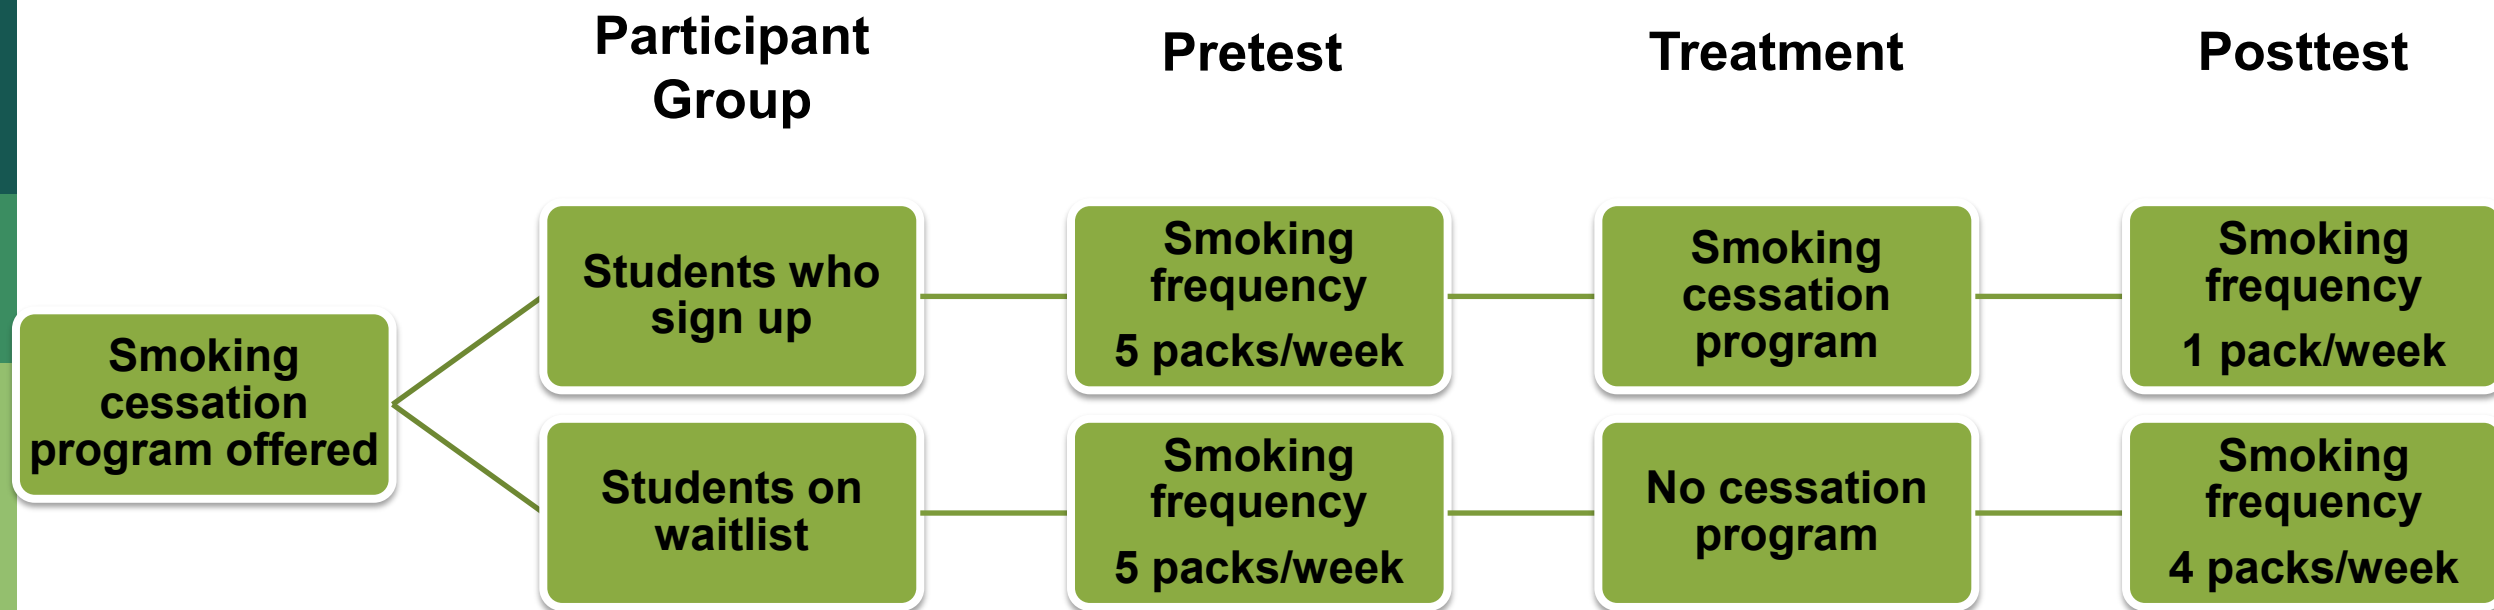 Participant
Group
Pretest
Treatment
Posttest
Smoking
cessation
program offered
Students who
sign up
Smoking
frequency
5 packs/week
Smoking
cessation
program
Smoking
frequency
1 pack/week
Students on
waitlist
Smoking
frequency
5 packs/week
No cessation
program
Smoking
frequency
4 packs/week